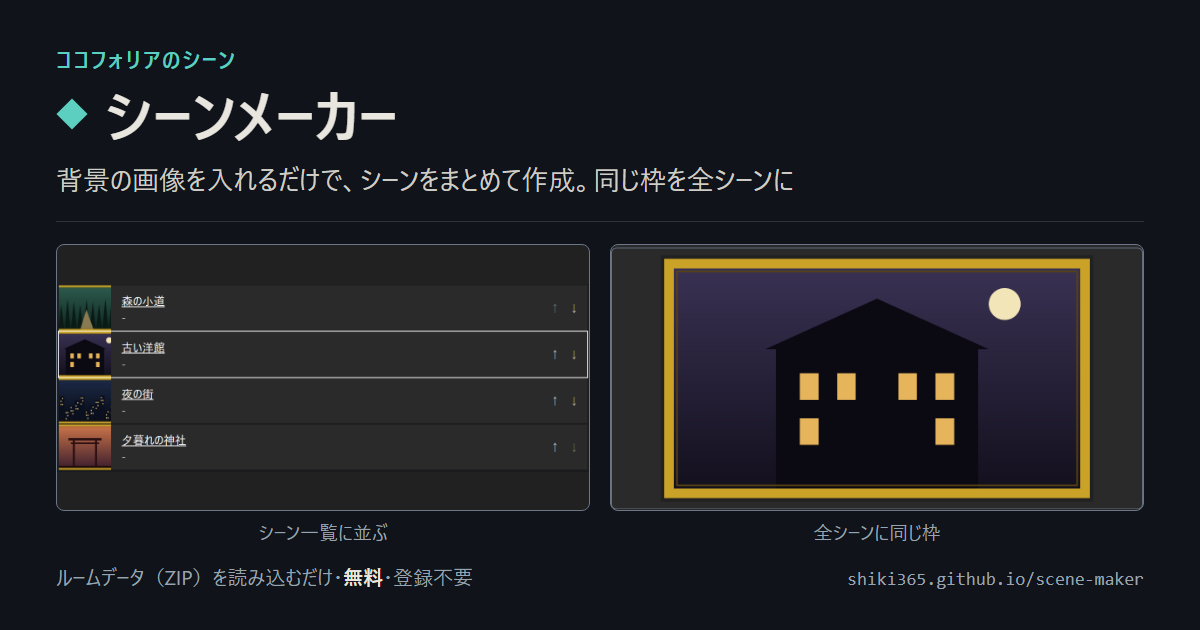 ココフォリアのシーン
◆ シーンメーカー
背景の画像を入れるだけで、シーンをまとめて作成。同じ枠を全シーンに
森の小道
-
↑ ↓
古い洋館
-
↑ ↓
夜の街
-
↑ ↓
夕暮れの神社
-
↑ ↓
シーン一覧に並ぶ
全シーンに同じ枠
ルームデータ（ZIP）を読み込むだけ・無料・登録不要
shiki365.github.io/scene-maker